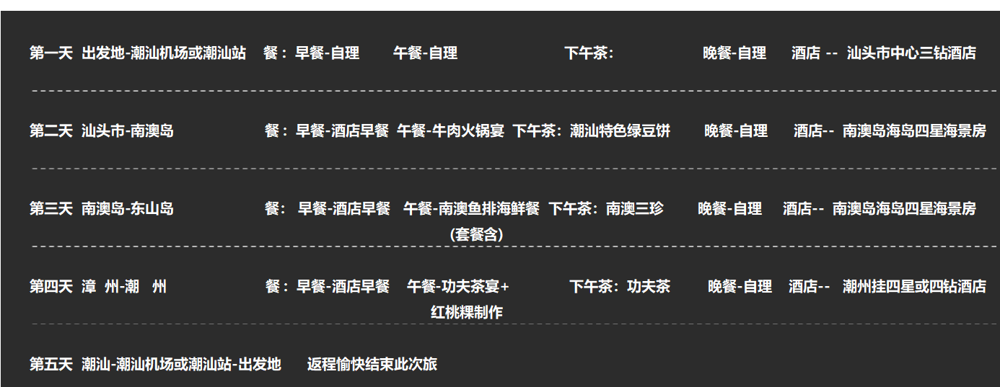 第一天 出发地-潮汕机场或潮汕站 餐：早餐-自理 午餐-自理 下午茶： 晚餐-自理 酒店 -- 汕头市中心三钻酒店
第二天 汕头市-南澳岛 餐：早餐-酒店早餐 午餐-牛肉火锅宴 下午茶：潮汕特色绿豆饼 晚餐-自理 酒店-- 南澳岛海岛四星海景房
第三天 南澳岛-东山岛 餐： 早餐-酒店早餐 午餐-南澳鱼排海鲜餐 下午茶：南澳三珍 晚餐-自理 酒店-- 南澳岛海岛四星海景房
(套餐含)
第四天 漳 州-潮 州 餐：早餐-酒店早餐 午餐-功夫茶宴+ 下午茶：功夫茶 晚餐-自理 酒店-- 潮州挂四星或四钻酒店
红桃粿制作
第五天 潮汕-潮汕机场或潮汕站-出发地 返程愉快结束此次旅